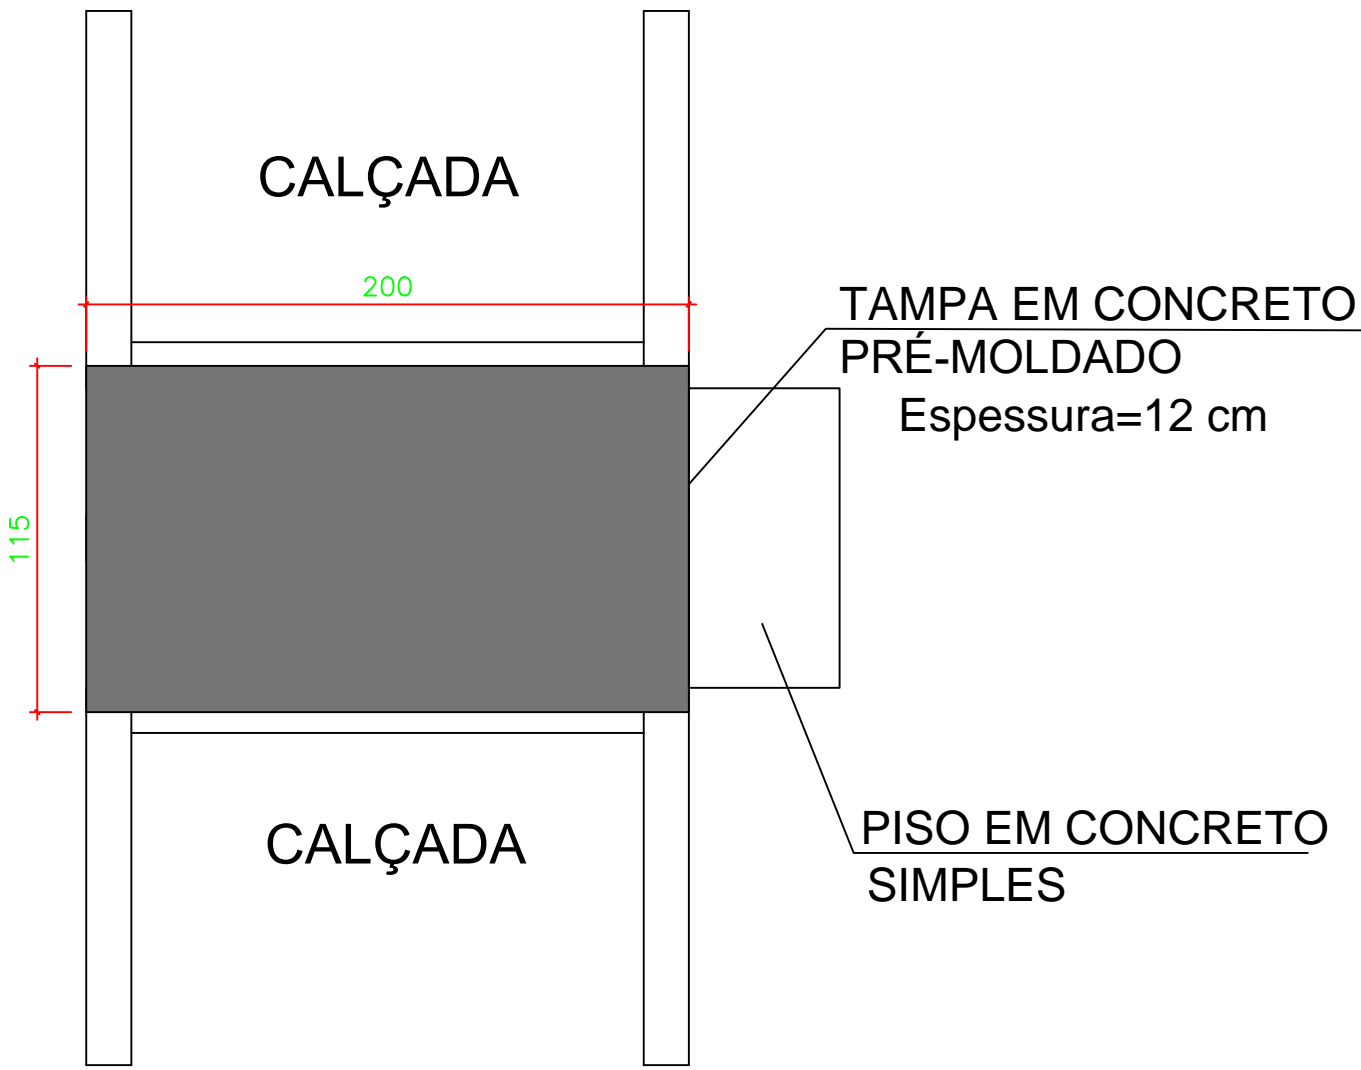 CALÇADA
200
TAMPA EM CONCRETO
PRÉ-MOLDADO
Espessura=12 cm
115
PISO EM CONCRETO
SIMPLES
CALÇADA